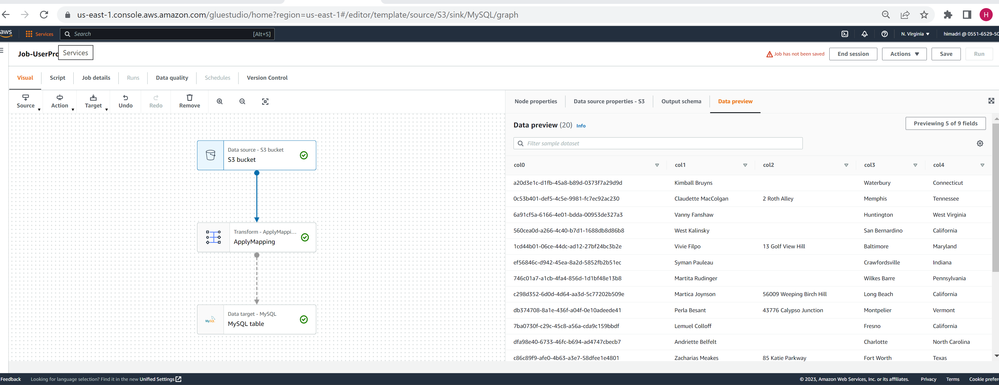 us-east-1.console.aws.amazon.com/gluestudio/home?region=us-east-1#/editor/template/source/S3/sink/MySQL/graph
H
aws
Services
Search
[Alt+S]
N. Virginia ▼
himadri @ 0551-6529-50
Job-UserPro
Services
Job has not been saved
End session
Actions ▼
Save
Run
Visual
Script
Job details
Runs
Data quality
Schedules
Version Control
Source
Action
Target
Undo
Redo
Remove
Data source - S3 bucket
S3 bucket
Transform - ApplyMappi...
ApplyMapping
MySQL
Data target - MySQL
MySQL table
Node properties
Data source properties - S3
Output schema
Data preview
Data preview (20) Info
Previewing 5 of 9 fields
Filter sample dataset
col0 col1 col2 col3 col4
a20d3e1c-d1fb-45a8-b89d-0373f7a29d9d Kimball Bruyns Waterbury Connecticut
0c53b401-def5-4c5e-9981-fc7ec92ac230 Claudette MacColgan 2 Roth Alley Memphis Tennessee
6a91cf5a-6166-4e01-bdda-00953de327a3 Vanny Fanshaw Huntington West Virginia
560cea0d-a266-4c40-b7d1-1688db8d86b8 West Kalinsky San Bernardino California
1cd44b01-06ce-44dc-ad12-27bf24bc3b2e Vivie Filpo 13 Golf View Hill Baltimore Maryland
ef56846c-d942-45ea-8a2d-5852fb2b51ec Syman Pauleau Crawfordsville Indiana
746c01a7-a1cb-4fa4-856d-1d1bf48e13b8 Martita Rudinger Wilkes Barre Pennsylvania
c298d352-6d0d-4d64-aa3d-5c77202b509e Martica Joynson 56009 Weeping Birch Hill Long Beach California
db374708-8a1e-436f-a04f-0e10adeede41 Perla Besant 43776 Calypso Junction Montpelier Vermont
7ba0730f-c29c-45c8-a56a-cda9c159bbdf Lemuel Colloff Fresno California
dfa98e40-6733-46fc-b694-ad4747cbecb7 Andriette Belfelt Charlotte North Carolina
c86c89f9-afe0-4b63-a3e7-58dfee1e4801 Zacharias Meakes 85 Katie Parkway Fort Worth Texas
Feedback
Looking for language selection? Find it in the new Unified Settings
© 2023, Amazon Web Services, Inc. or its affiliates.
Privacy
Terms
Cookie prefer